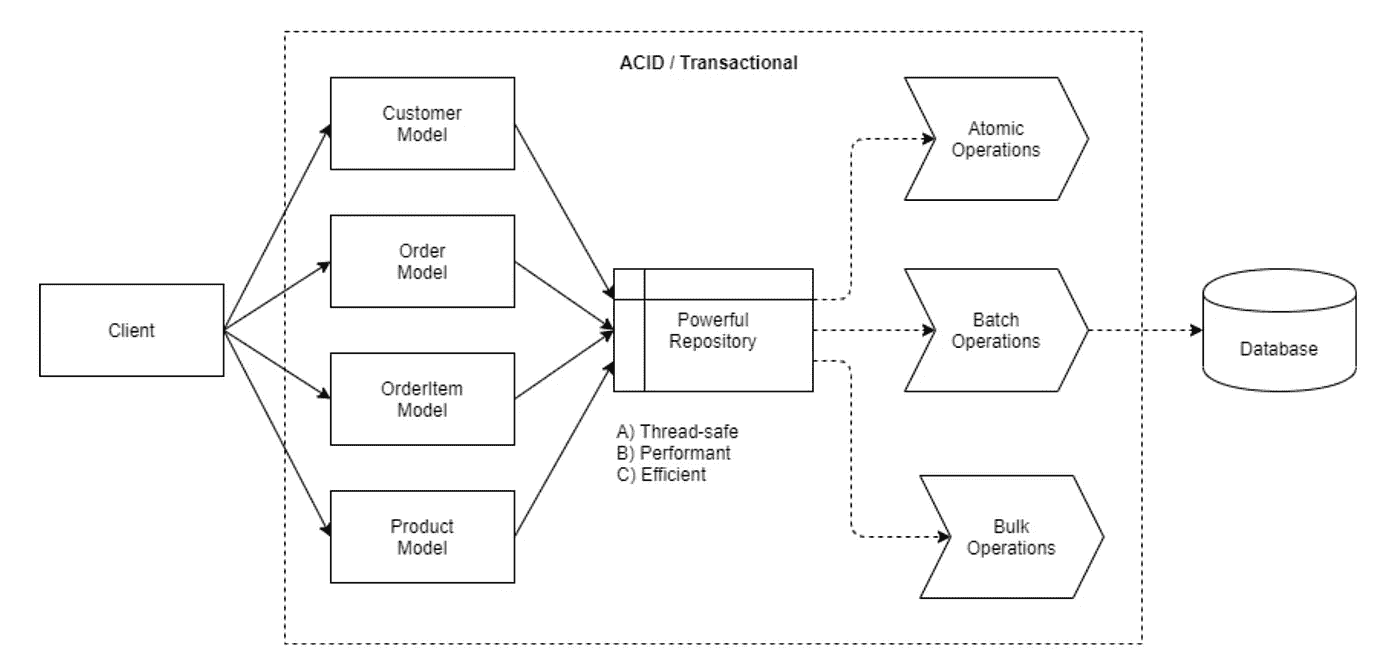 ACID / Transactional
Customer
Model
Order
Model
OrderItem
Model
Product
Model
Client
Powerful
Repository
A) Thread-safe
B) Performant
C) Efficient
Atomic
Operations
Batch
Operations
Bulk
Operations
Database